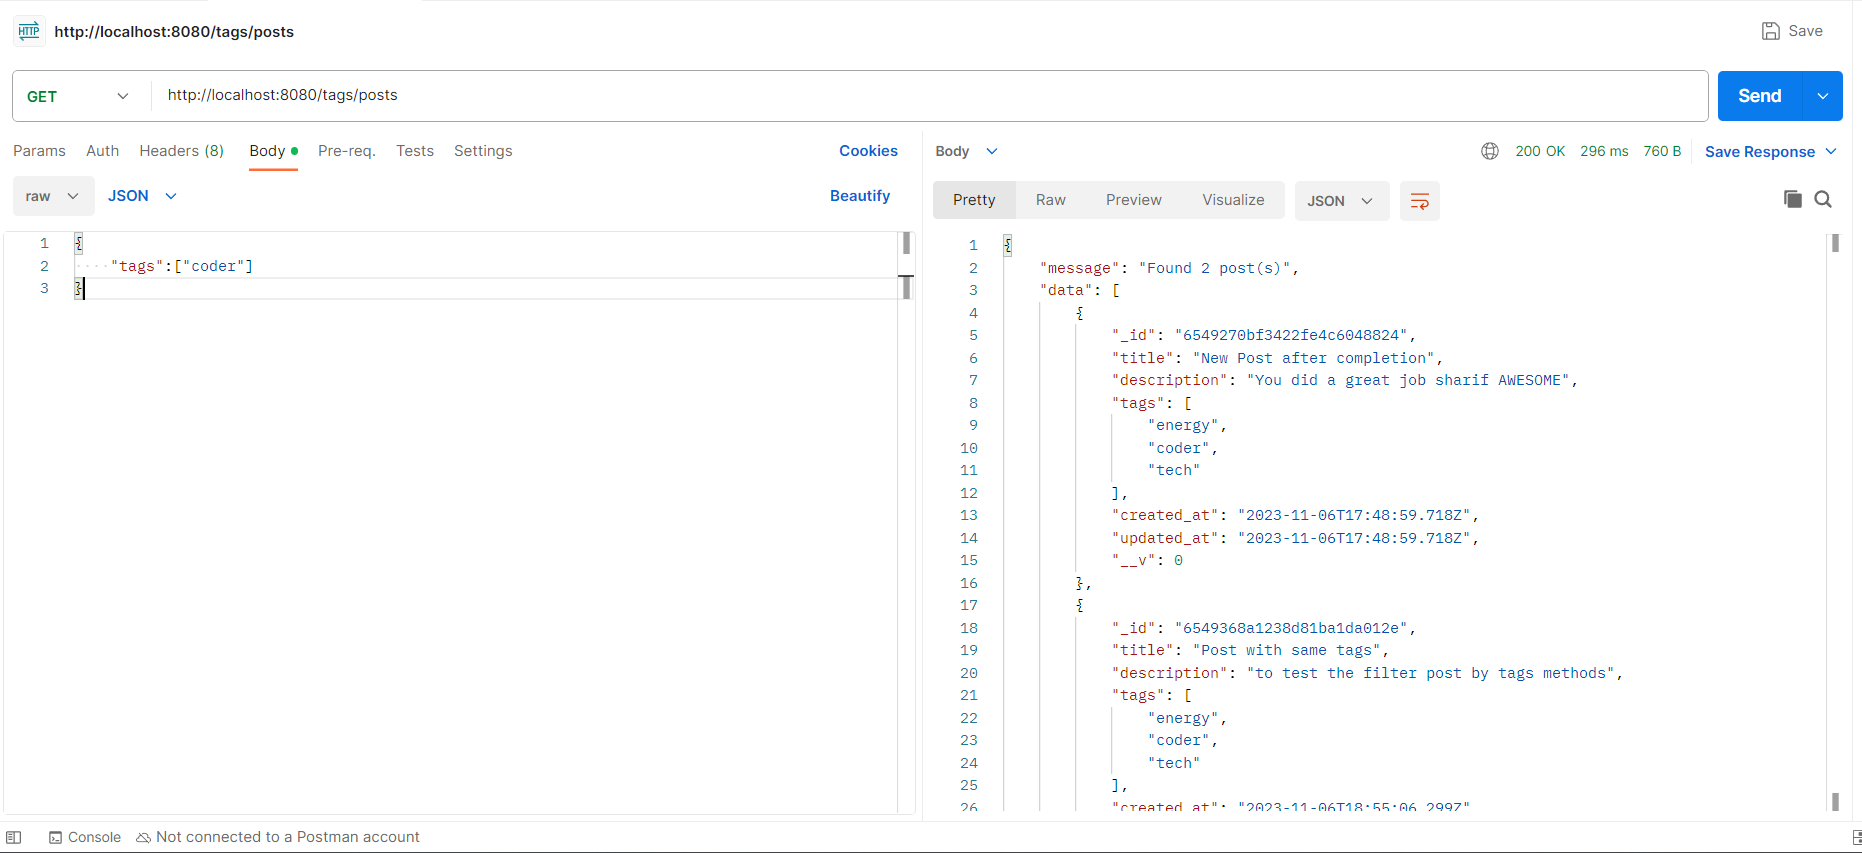 HTTP http://localhost:8080/tags/posts Save
GET http://localhost:8080/tags/posts Send
Params Auth Headers (8) Body Pre-req. Tests Settings Cookies
raw JSON Beautify
1 {
2 "tags":["coder"]
3 }
Body 200 OK 296 ms 760 B Save Response
Pretty Raw Preview Visualize JSON
1 {
2 "message": "Found 2 post(s)",
3 "data": [
4 {
5 "_id": "6549270bf3422fe4c6048824",
6 "title": "New Post after completion",
7 "description": "You did a great job sharif AWESOME",
8 "tags": [
9 "energy",
10 "coder",
11 "tech"
12 ],
13 "created_at": "2023-11-06T17:48:59.718Z",
14 "updated_at": "2023-11-06T17:48:59.718Z",
15 "__v": 0
16 },
17 {
18 "_id": "6549368a1238d81ba1da012e",
19 "title": "Post with same tags",
20 "description": "to test the filter post by tags methods",
21 "tags": [
22 "energy",
23 "coder",
24 "tech"
25 ],
26 "created_at": "2023-11-06T18:55:06.299Z"
Console Not connected to a Postman account